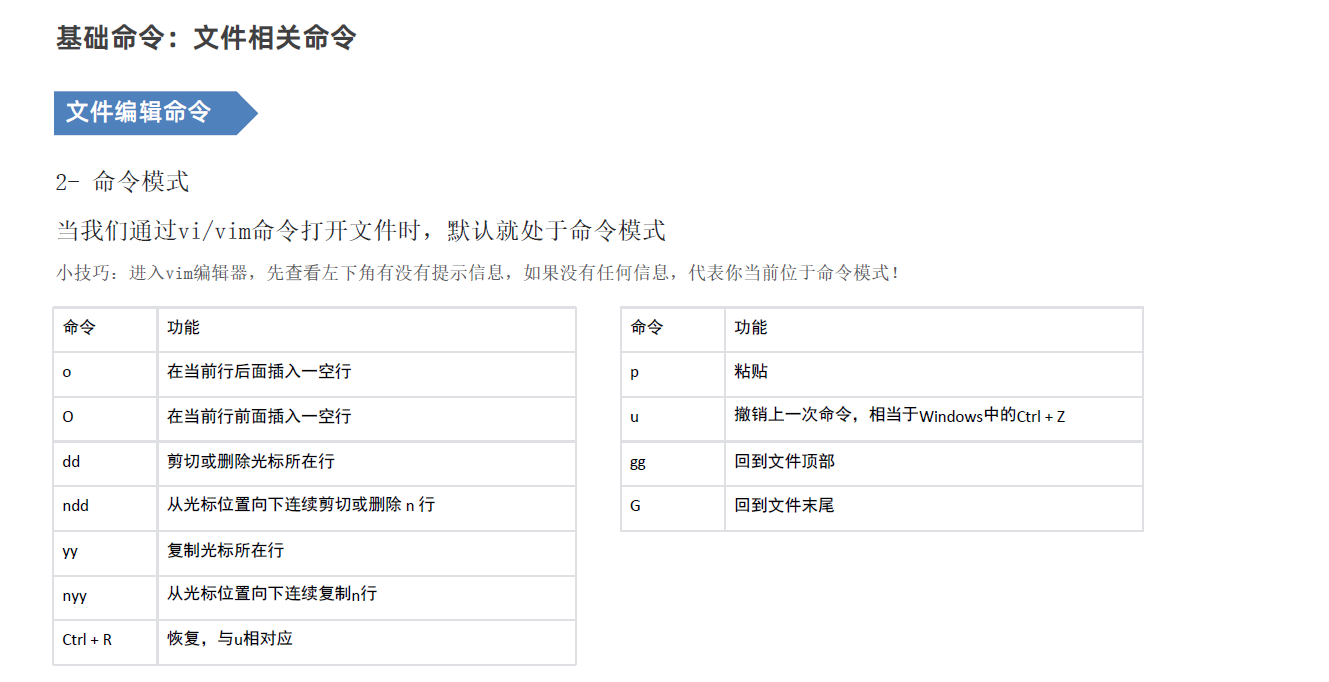 基础命令：文件相关命令
文件编辑命令
2- 命令模式
当我们通过vi/vim命令打开文件时，默认就处于命令模式
小技巧：进入vim编辑器，先查看左下角有没有提示信息，如果没有任何信息，代表你当前位于命令模式！
命令 功能
o 在当前行后面插入一空行
O 在当前行前面插入一空行
dd 剪切或删除光标所在行
ndd 从光标位置向下连续剪切或删除 n 行
yy 复制光标所在行
nyy 从光标位置向下连续复制n行
Ctrl + R 恢复，与u相对应
命令 功能
p 粘贴
u 撤销上一次命令，相当于Windows中的Ctrl + Z
gg 回到文件顶部
G 回到文件末尾